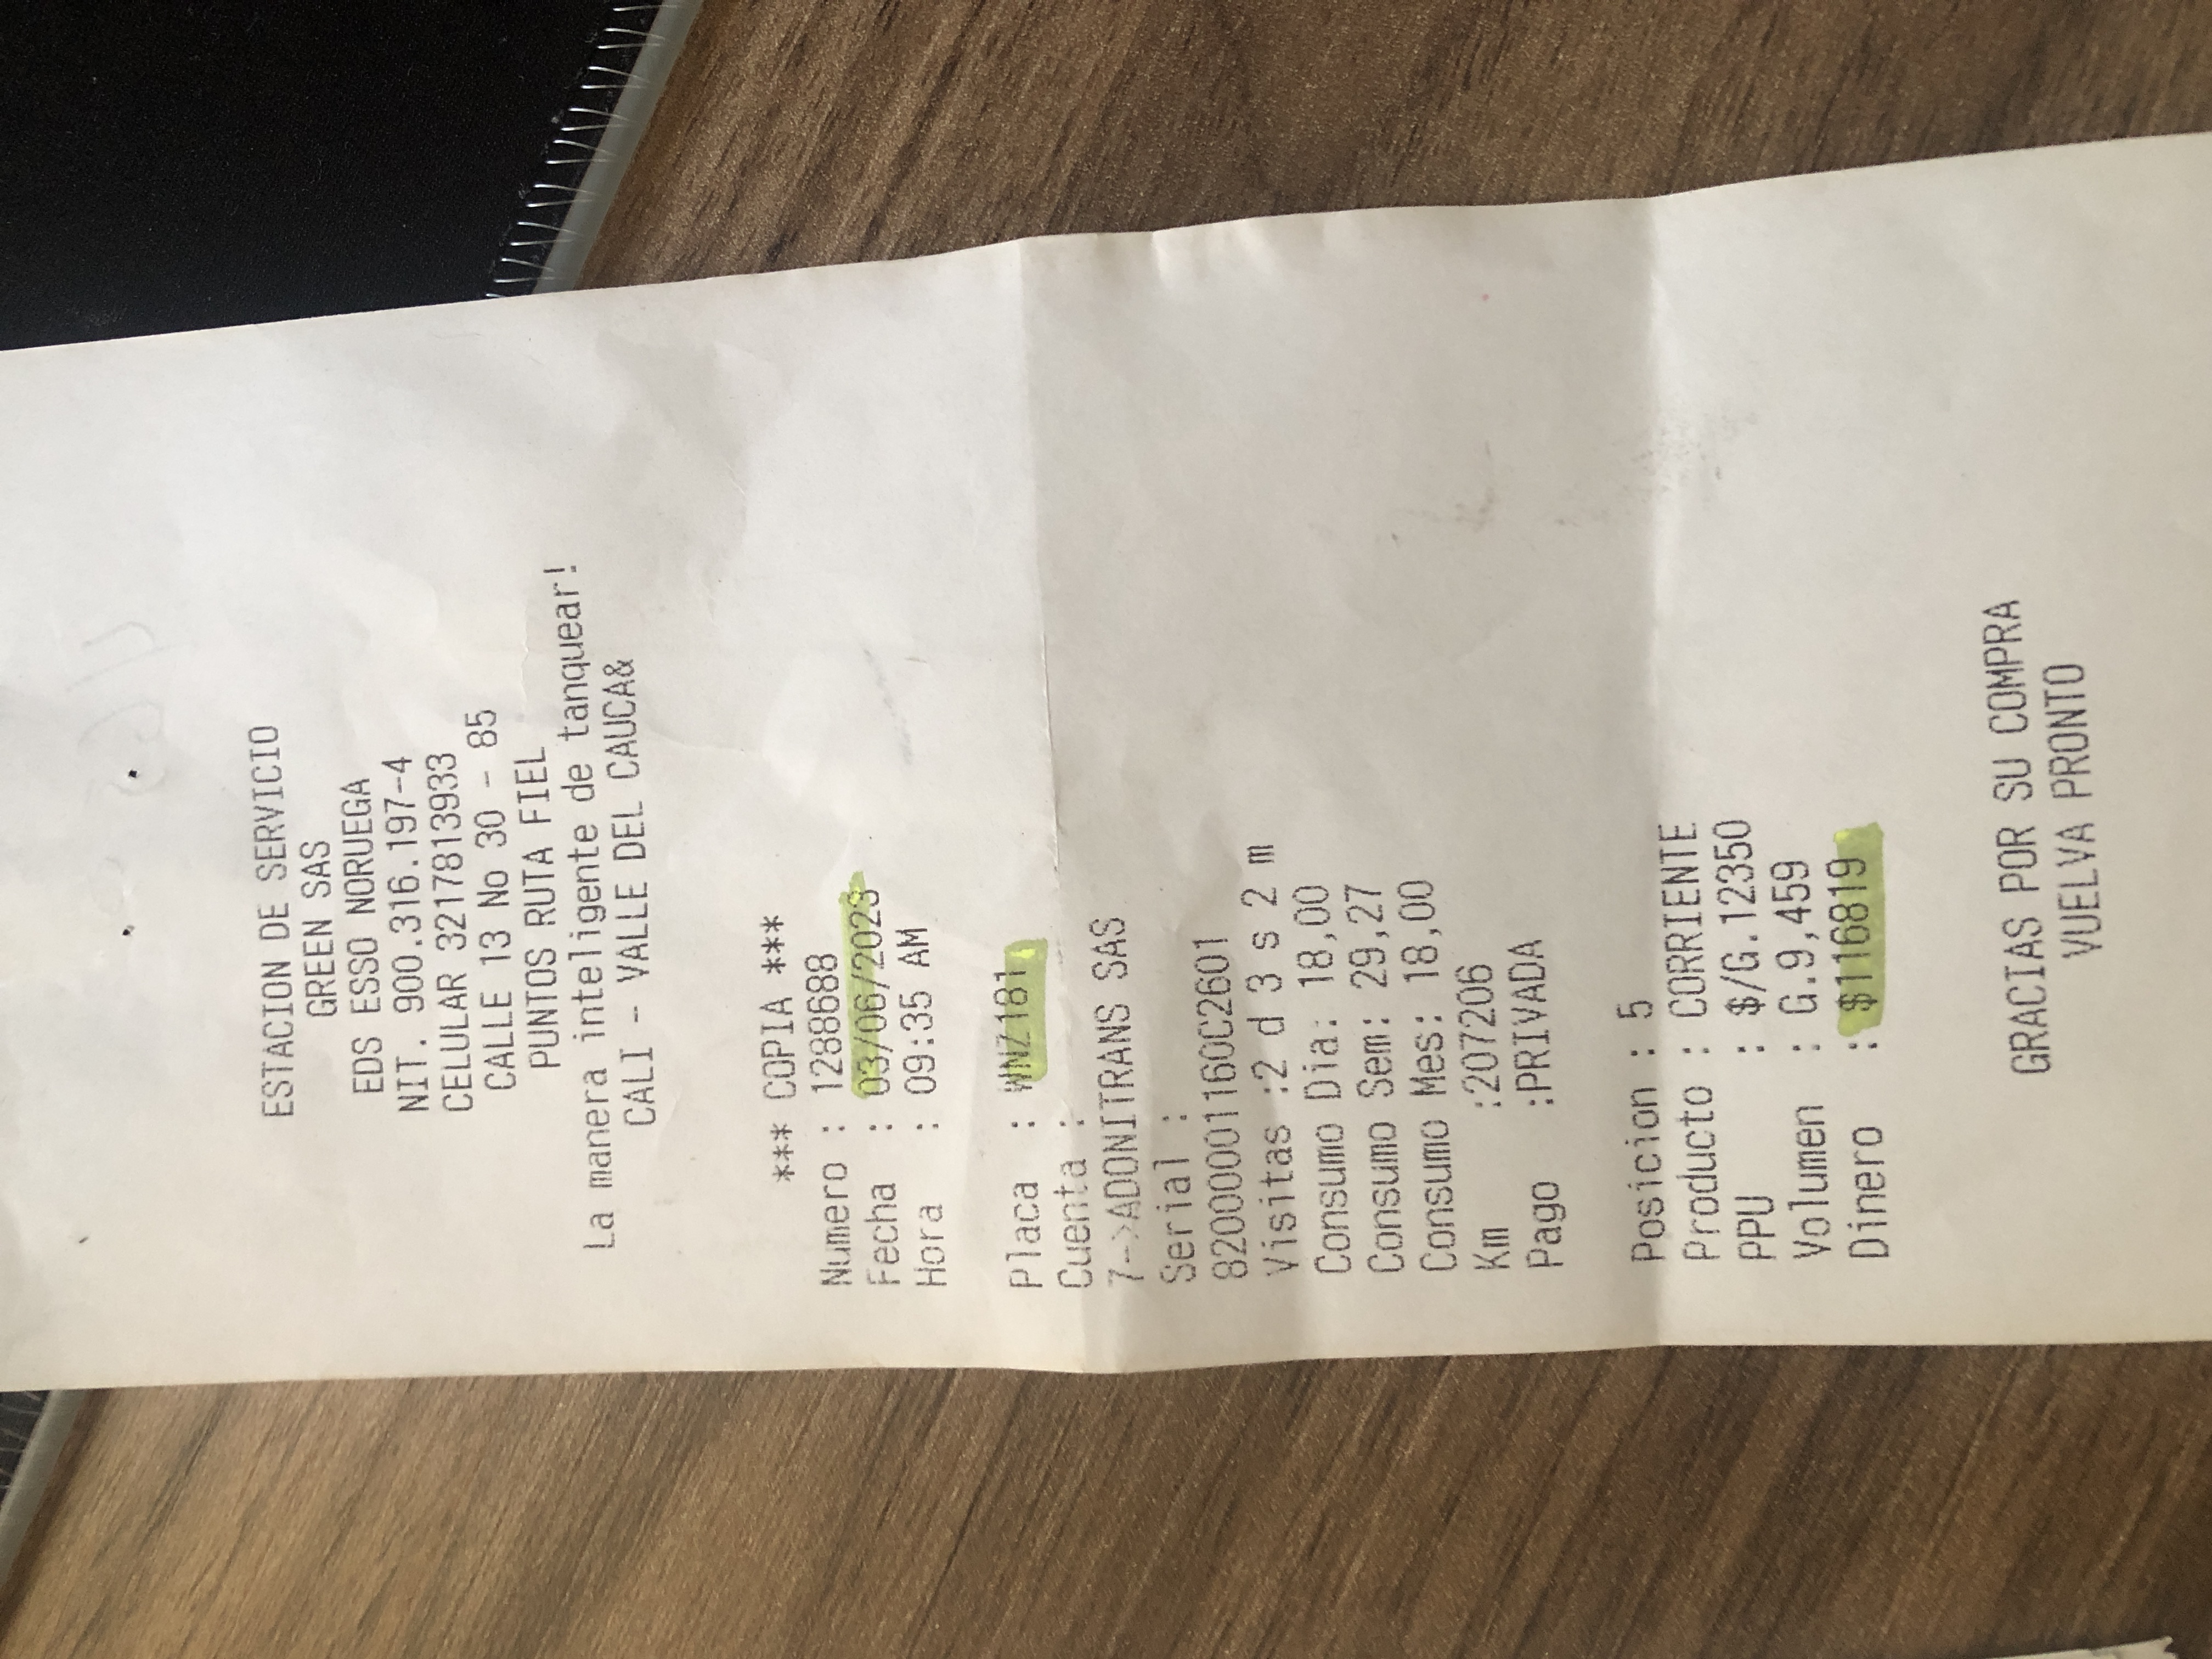 ESTACION DE SERVICIO
GREEN SAS
EDS ESSO NORUEGA
NIT. 900.316.197-4
CELULAR 3217813933
CALLE 13 No 30 - 85
PUNTOS RUTA FIEL
La manera inteligente de tanquear!
CALI - VALLE DEL CAUCA&
*** COPIA ***
Numero : 1288688
Fecha : 03/06/2023
Hora : 09:35 AM
Placa : WNZ181
Cuenta :
7->ADONITRANS SAS
Serial :
8200001160C2601
Visitas :2 d 3 s 2 m
Consumo Dia: 18,00
Consumo Sem: 29,27
Consumo Mes: 18,00
Km :207206
Pago :PRIVADA
Posicion : 5
Producto : CORRIENTE
PPU : $/G.12350
Volumen : G.9,459
Dinero : $116819
GRACIAS POR SU COMPRA
VUELVA PRONTO